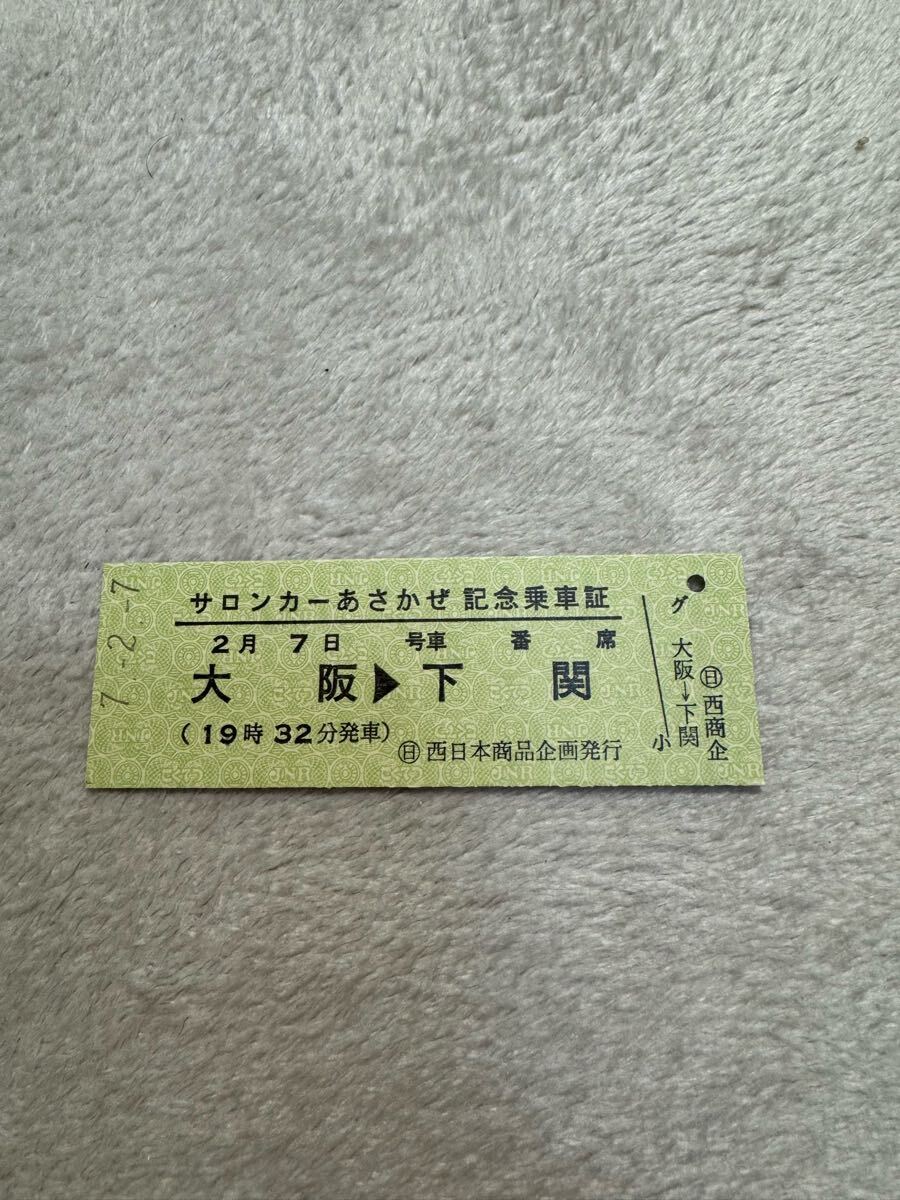 7.-2.-7
サロンカーあさかぜ 記念乗車証
2月 7日 号車 番 席
大 阪▶下 関
(19時 32分発車)
㊐西日本商品企画発行
グ
小
大阪→下関
㊐西商企